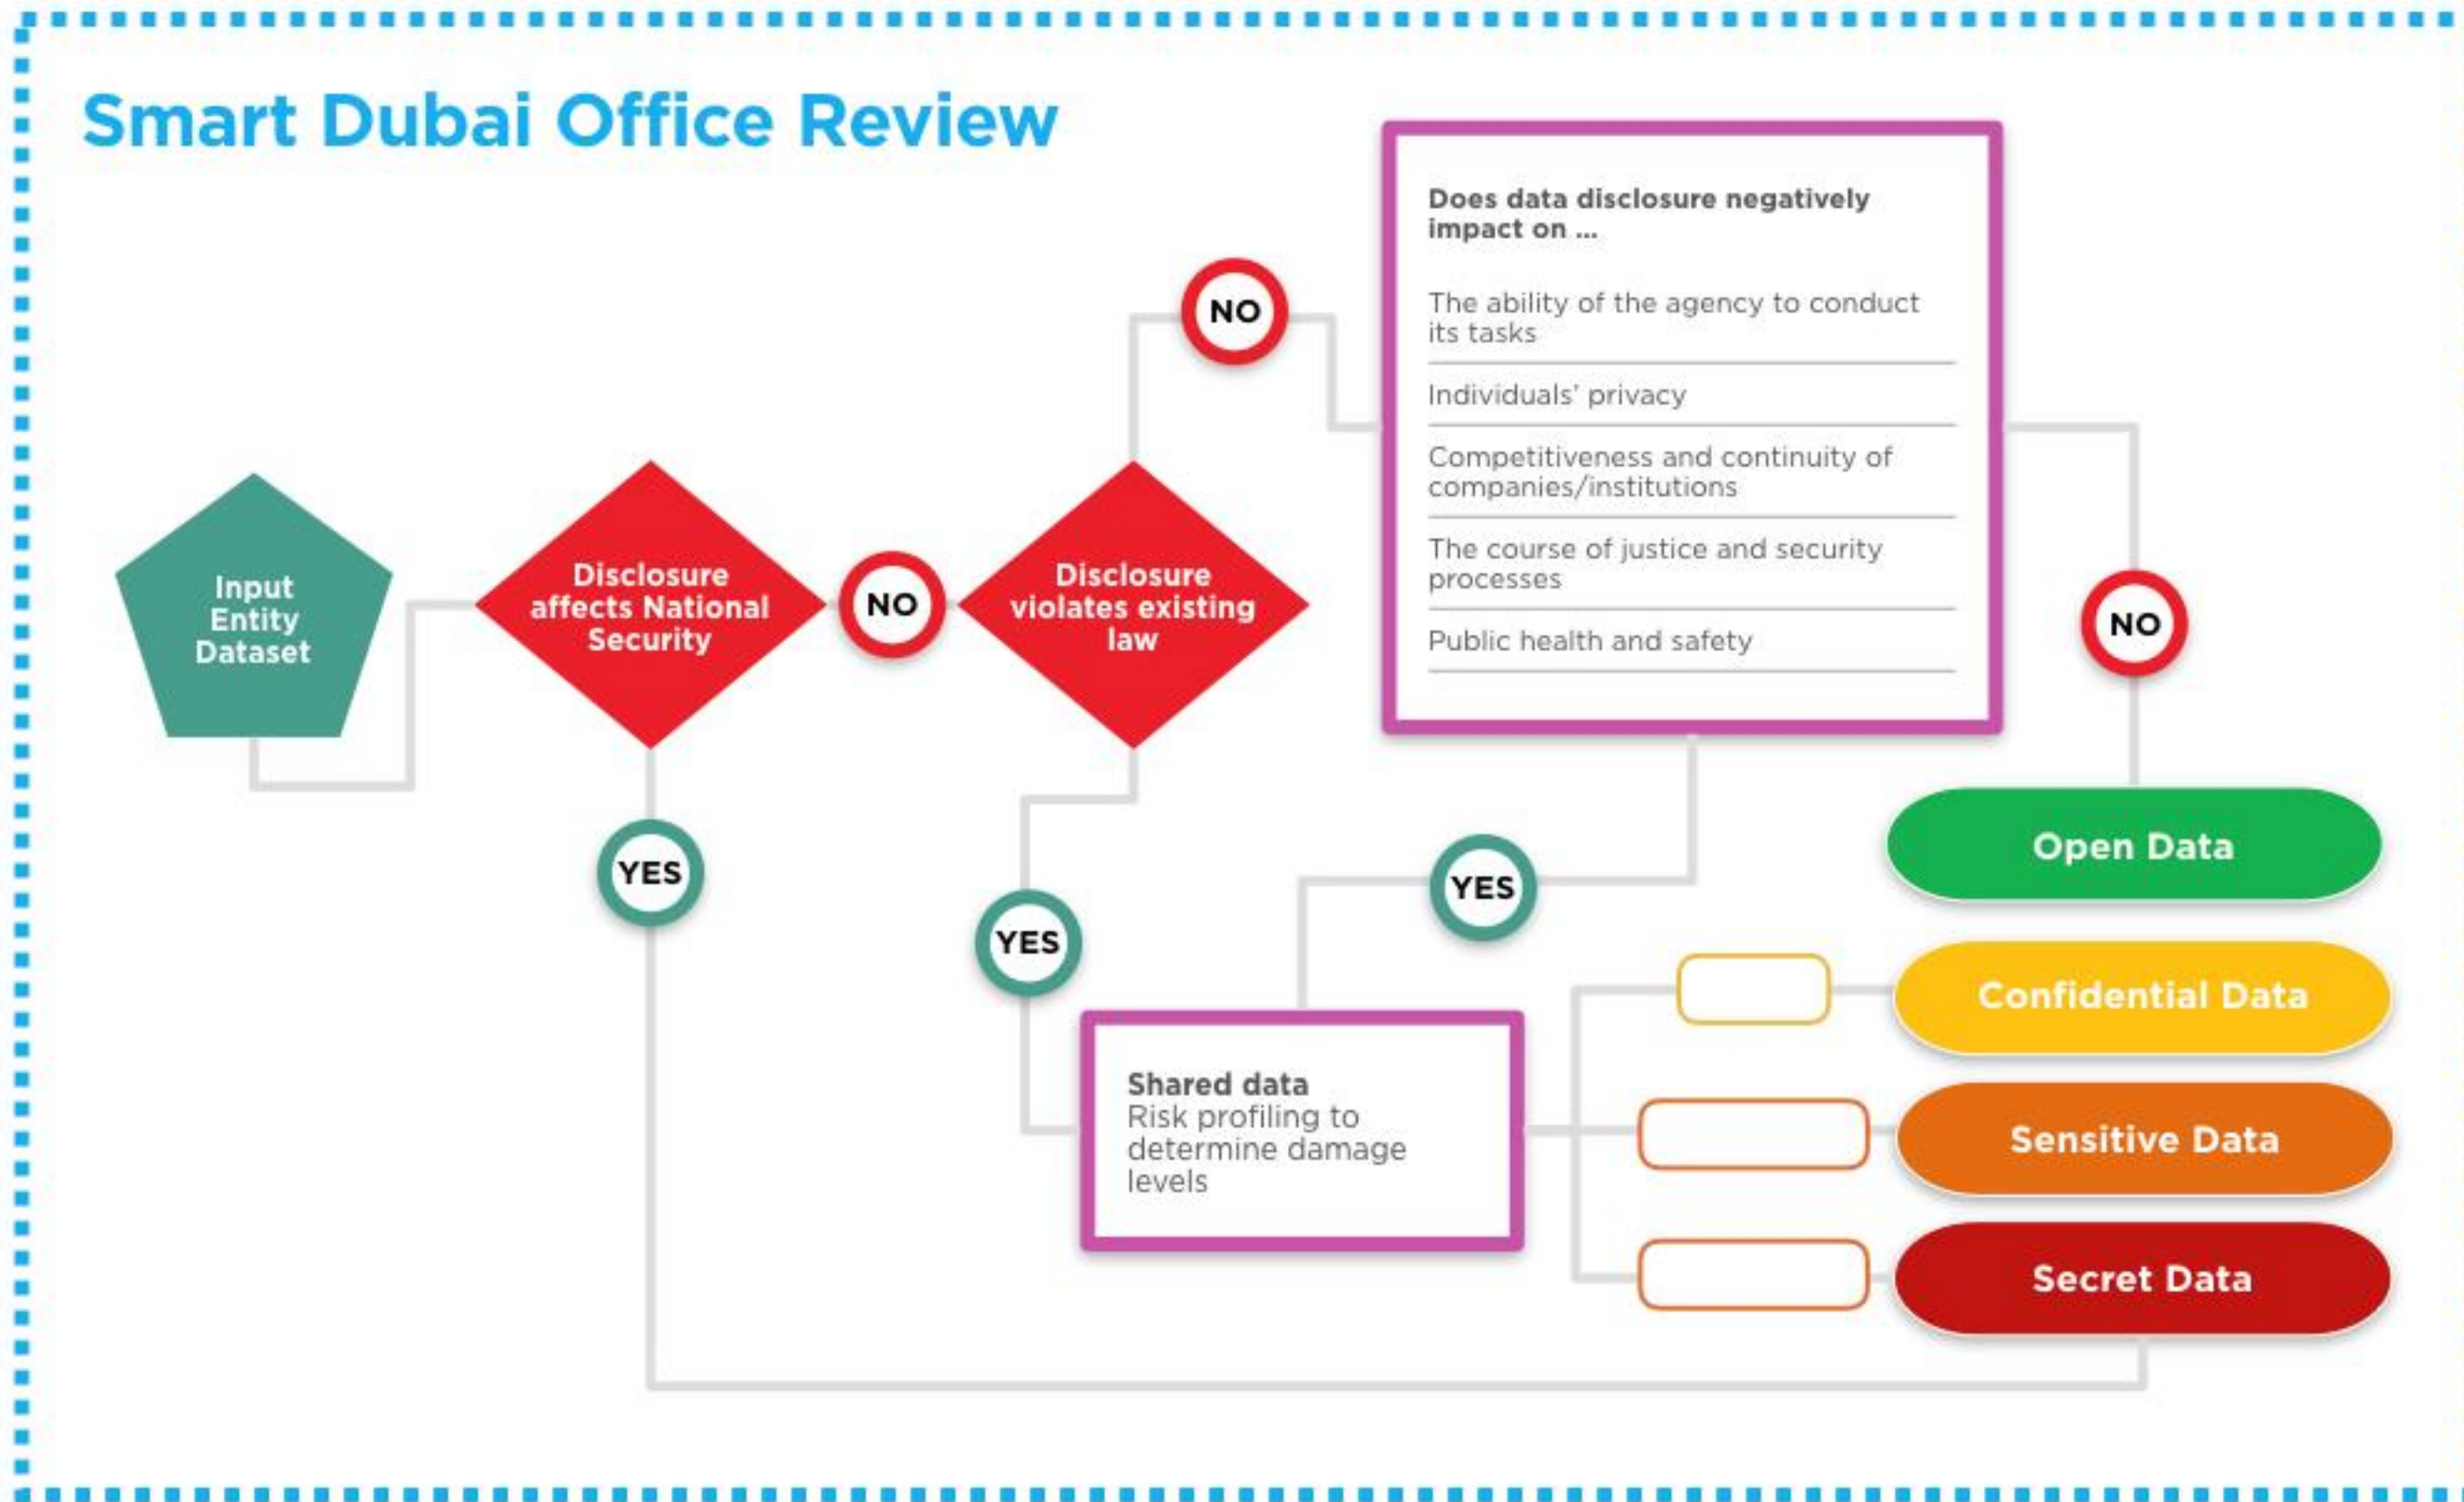 Smart Dubai Office Review
Does data disclosure negatively
impact on ...
The ability of the agency to conduct
its tasks
Individuals' privacy
Competitiveness and continuity of
companies/institutions
The course of justice and security
processes
Public health and safety
NO
Input
Entity
Dataset
Disclosure
affects National
Security
NO
Disclosure
violates existing
law
NO
YES
YES
YES
Open Data
Confidential Data
Shared data
Risk profiling to
determine damage
levels
Sensitive Data
Secret Data